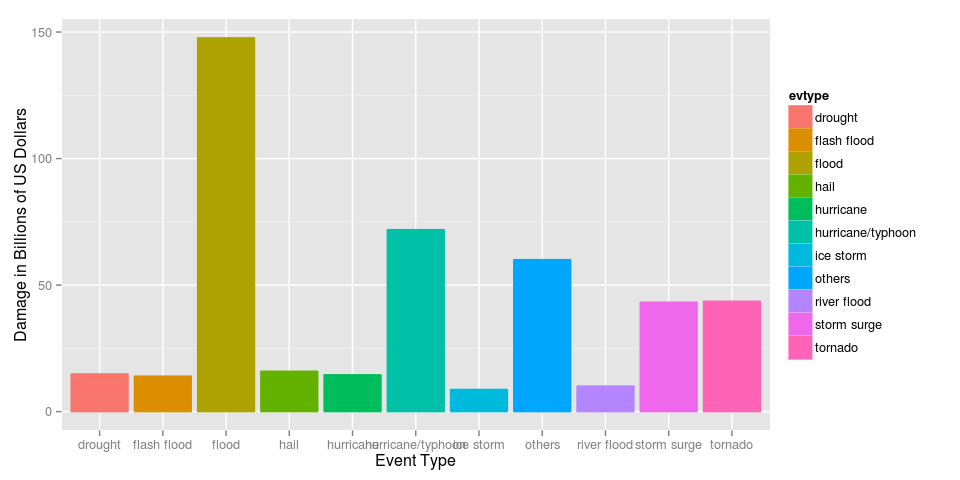 150
100
50
0
Damage in Billions of US Dollars
drought flash flood flood hail hurricane hurricane/typhoon ice storm others river flood storm surge tornado
Event Type
evtype
drought
flash flood
flood
hail
hurricane
hurricane/typhoon
ice storm
others
river flood
storm surge
tornado